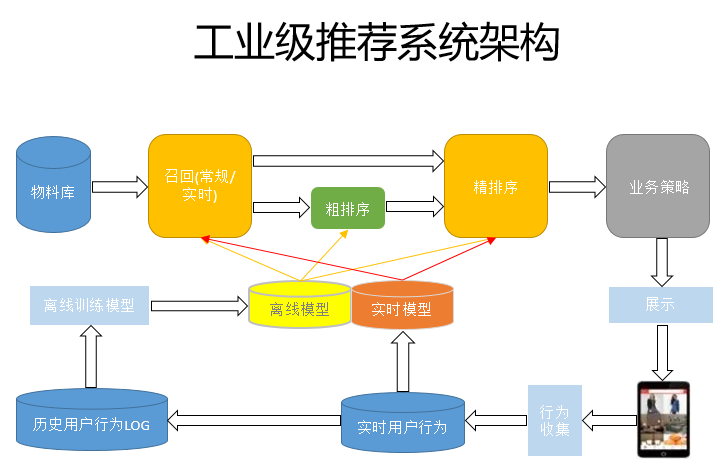 工业级推荐系统架构
物料库
召回(常规/
实时)
粗排序
精排序
业务策略
离线训练模型
离线模型
实时模型
展示
历史用户行为LOG
实时用户行为
行为
收集